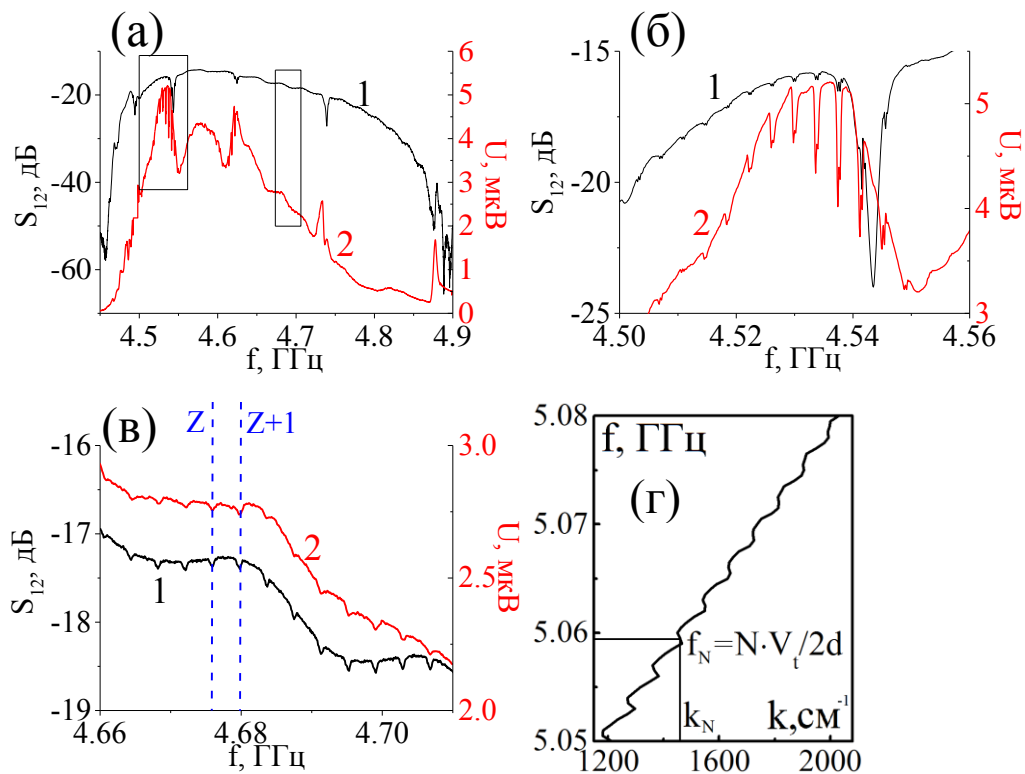 (а)
1
2
-20
-40
-60
S₁₂, дБ
6
5
4
3
2
1
0
U, мкВ
4.5
4.6
4.7
4.8
4.9
f, ГГц
(б)
1
2
-15
-20
-25
S₁₂, дБ
5
4
3
U, мкВ
4.50
4.52
4.54
4.56
f, ГГц
(в)
Z
Z+1
1
2
-16
-17
-18
-19
S₁₂, дБ
3.0
2.5
2.0
U, мкВ
4.66
4.68
4.70
f, ГГц
5.08
5.07
5.06
5.05
f, ГГц
(г)
f_N=N·V_t/2d
k_N
k,см⁻¹
1200
1600
2000